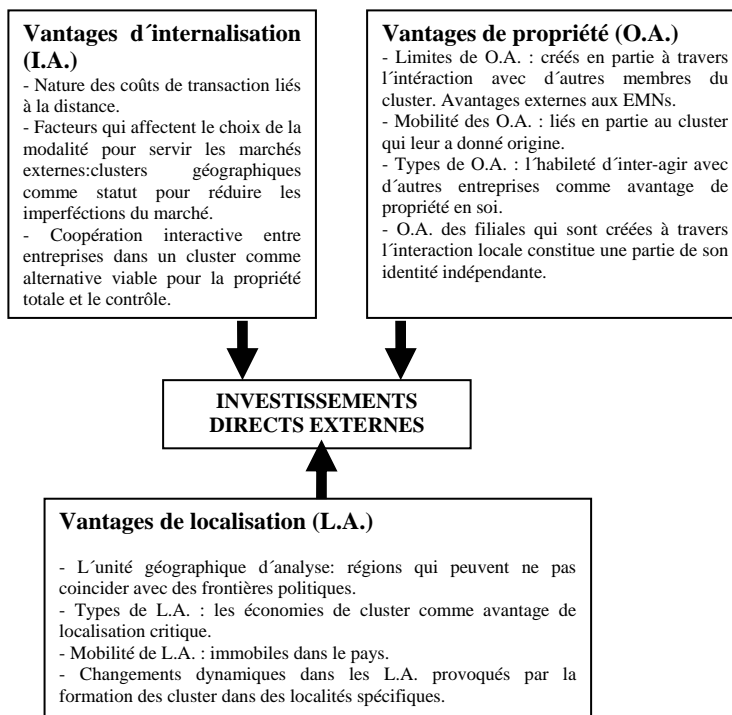 Vantages d´internalisation
(I.A.)
- Nature des coûts de transaction liés
à la distance.
- Facteurs qui affectent le choix de la
modalité pour servir les marchés
externes:clusters géographiques
comme statut pour réduire les
imperféctions du marché.
- Coopération interactive entre
entreprises dans un cluster comme
alternative viable pour la propriété
totale et le contrôle.
Vantages de propriété (O.A.)
- Limites de O.A. : créés en partie à travers
l´intéraction avec d´autres membres du
cluster. Avantages externes aux EMNs.
- Mobilité des O.A. : liés en partie au cluster
qui leur a donné origine.
- Types de O.A. : l´habileté d´inter-agir avec
d´autres entreprises comme avantage de
propriété en soi.
- O.A. des filiales qui sont créées à travers
l´interaction locale constitue une partie de son
identité indépendante.
INVESTISSEMENTS
DIRECTS EXTERNES
Vantages de localisation (L.A.)
- L´unité géographique d´analyse: régions qui peuvent ne pas
coincider avec des frontières politiques.
- Types de L.A. : les économies de cluster comme avantage de
localisation critique.
- Mobilité de L.A. : immobiles dans le pays.
- Changements dynamiques dans les L.A. provoqués par la
formation des cluster dans des localités spécifiques.